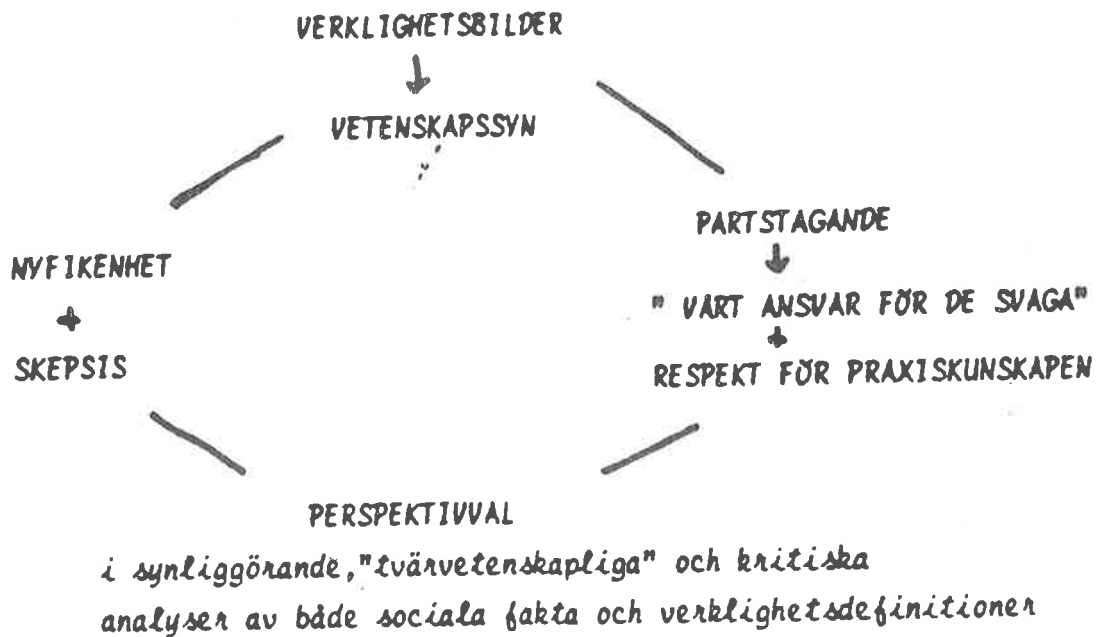 VERKLIGHETSBILDER
VETENSKAPSSYN
PARTSTAGANDE
NYFIKENHET
+
SKEPSIS
" VÅRT ANSVAR FÖR DE SVAGA"
+
RESPEKT FÖR PRAXISKUNSKAPEN
PERSPEKTIVVAL
i synliggörande,"tvärvetenskapliga" och kritiska
analyser av både sociala fakta och verklighetsdefinitioner